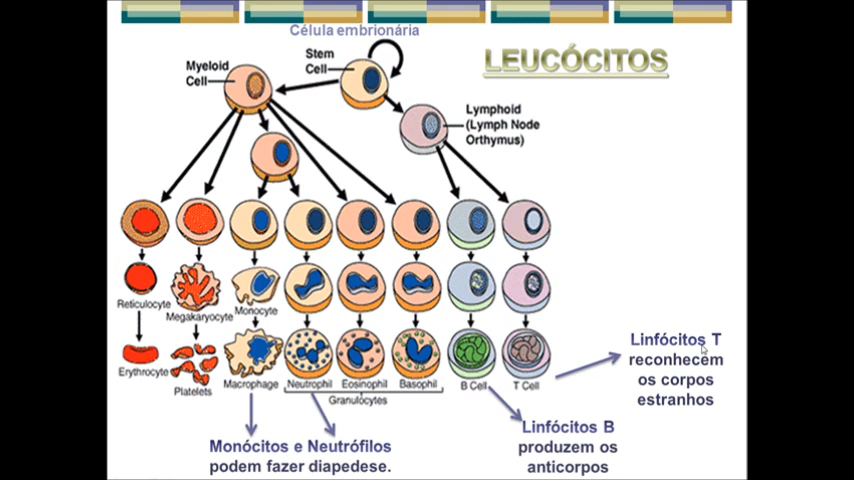 Célula embrionária
LEUCÓCITOS
Stem
Cell
Myeloid
Cell
Lymphoid
(Lymph Node
Orthymus)
Reticulocyte
Megakaryocyte
Monocyte
Erythrocyte
Platelets
Macrophage
Neutrophil
Eosinophil
Basophil
B Cell
T Cell
Granulocytes
Linfócitos T
reconhecem
os corpos
estranhos
Linfócitos B
produzem os
anticorpos
Monócitos e Neutrófilos
podem fazer diapedese.